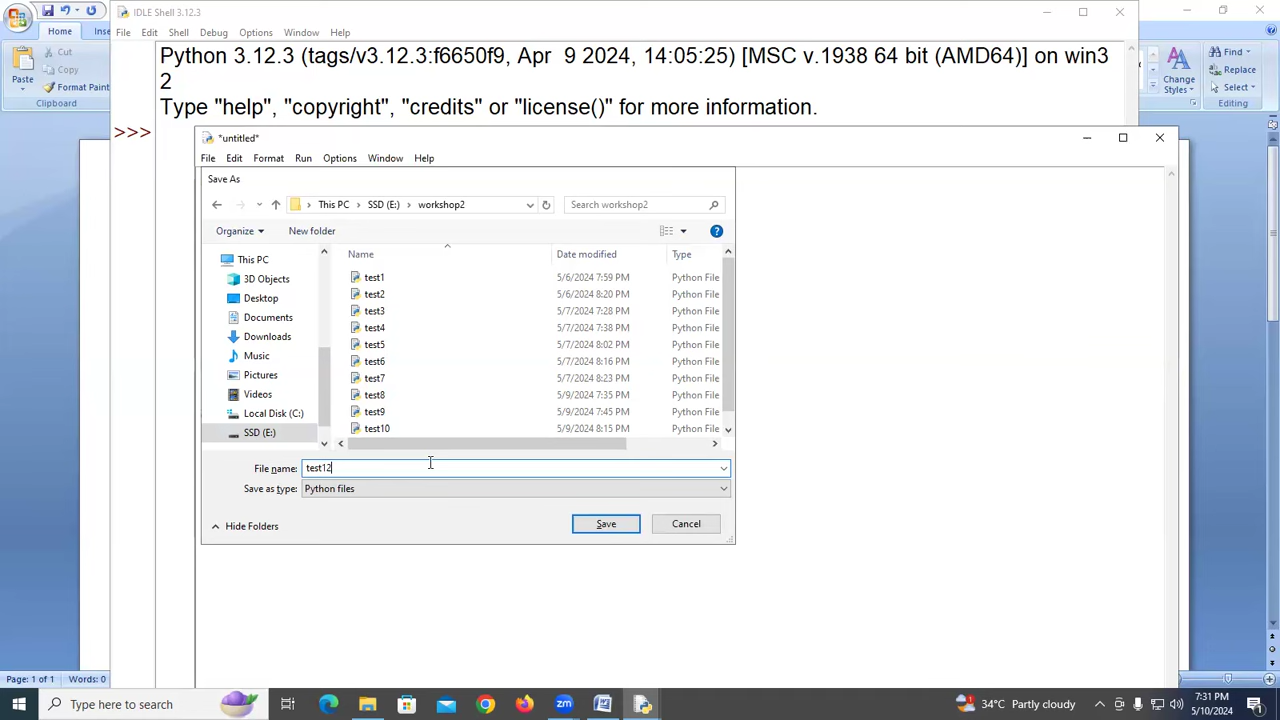 IDLE Shell 3.12.3
Home
File Edit Shell Debug Options Window Help
Cut
Copy
Format Paint
Paste
Clipboard
Python 3.12.3 (tags/v3.12.3:f6650f9, Apr 9 2024, 14:05:25) [MSC v.1938 64 bit (AMD64)] on win3
2
Type "help", "copyright", "credits" or "license()" for more information.
>>>
Find
Replace
Select
Change
Styles
Editing
*untitled*
File Edit Format Run Options Window Help
Save As
This PC > SSD (E:) > workshop2
Search workshop2
Organize
New folder
Name Date modified Type
This PC
3D Objects
Desktop
Documents
Downloads
Music
Pictures
Videos
Local Disk (C:)
SSD (E:)
test1 5/6/2024 7:59 PM Python File
test2 5/6/2024 8:20 PM Python File
test3 5/7/2024 7:28 PM Python File
test4 5/7/2024 7:38 PM Python File
test5 5/7/2024 8:02 PM Python File
test6 5/7/2024 8:16 PM Python File
test7 5/7/2024 8:23 PM Python File
test8 5/9/2024 7:35 PM Python File
test9 5/9/2024 7:45 PM Python File
test10 5/9/2024 8:15 PM Python File
File name: test12
Save as type: Python files
Hide Folders
Save
Cancel
Page: 1 of 1 Words: 0
Type here to search
34°C Partly cloudy
7:31 PM
5/10/2024